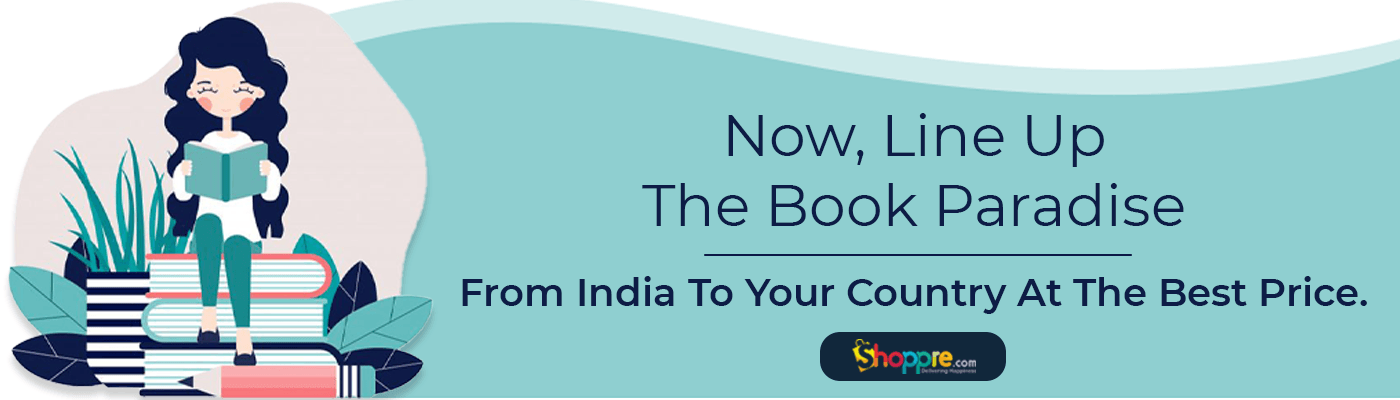 Now, Line Up
The Book Paradise
From India To Your Country At The Best Price.
Shoppre.com
Delivering Happiness